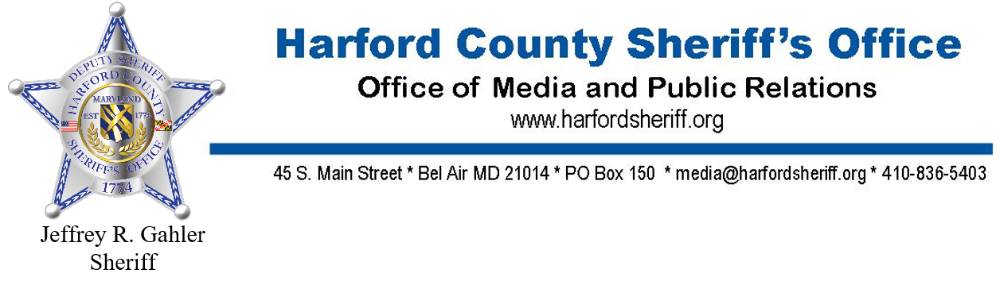 DEPUTY SHERIFF
HARFORD COUNTY
MARYLAND
EST 1774
SHERIFF'S OFFICE
1774
Jeffrey R. Gahler
Sheriff
Harford County Sheriff's Office
Office of Media and Public Relations
www.harfordsheriff.org
45 S. Main Street * Bel Air MD 21014 * PO Box 150 * media@harfordsheriff.org * 410-836-5403